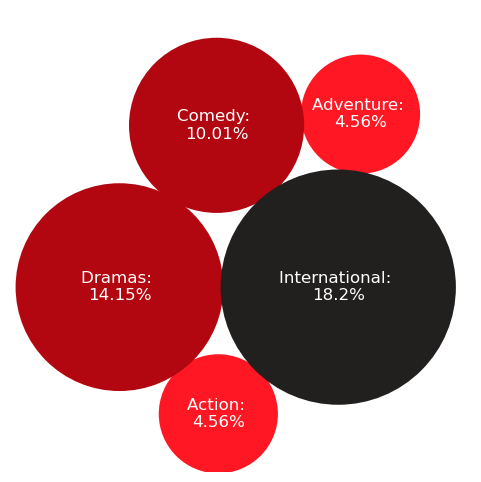 Comedy:
10.01%
Adventure:
4.56%
Dramas:
14.15%
International:
18.2%
Action:
4.56%